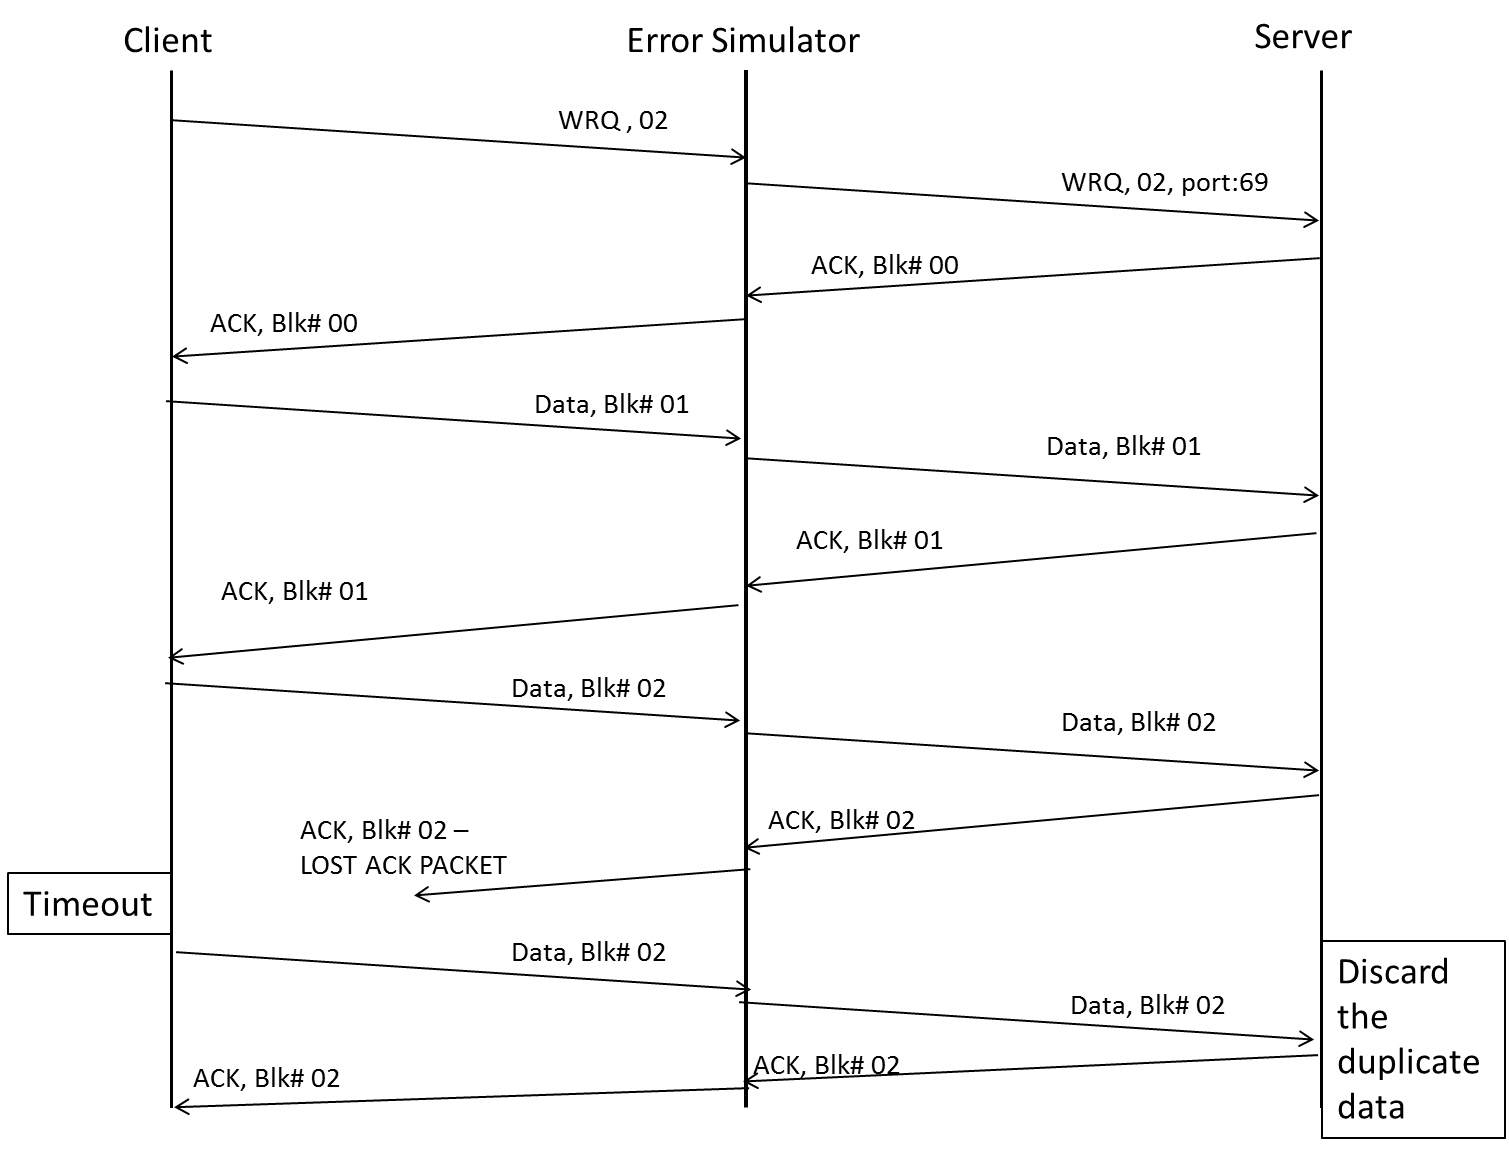 Client
Error Simulator
Server
WRQ , 02
WRQ, 02, port:69
ACK, Blk# 00
ACK, Blk# 00
Data, Blk# 01
Data, Blk# 01
ACK, Blk# 01
ACK, Blk# 01
Data, Blk# 02
Data, Blk# 02
ACK, Blk# 02
ACK, Blk# 02 –
LOST ACK PACKET
Timeout
Data, Blk# 02
Data, Blk# 02
Discard
the
duplicate
data
ACK, Blk# 02
ACK, Blk# 02